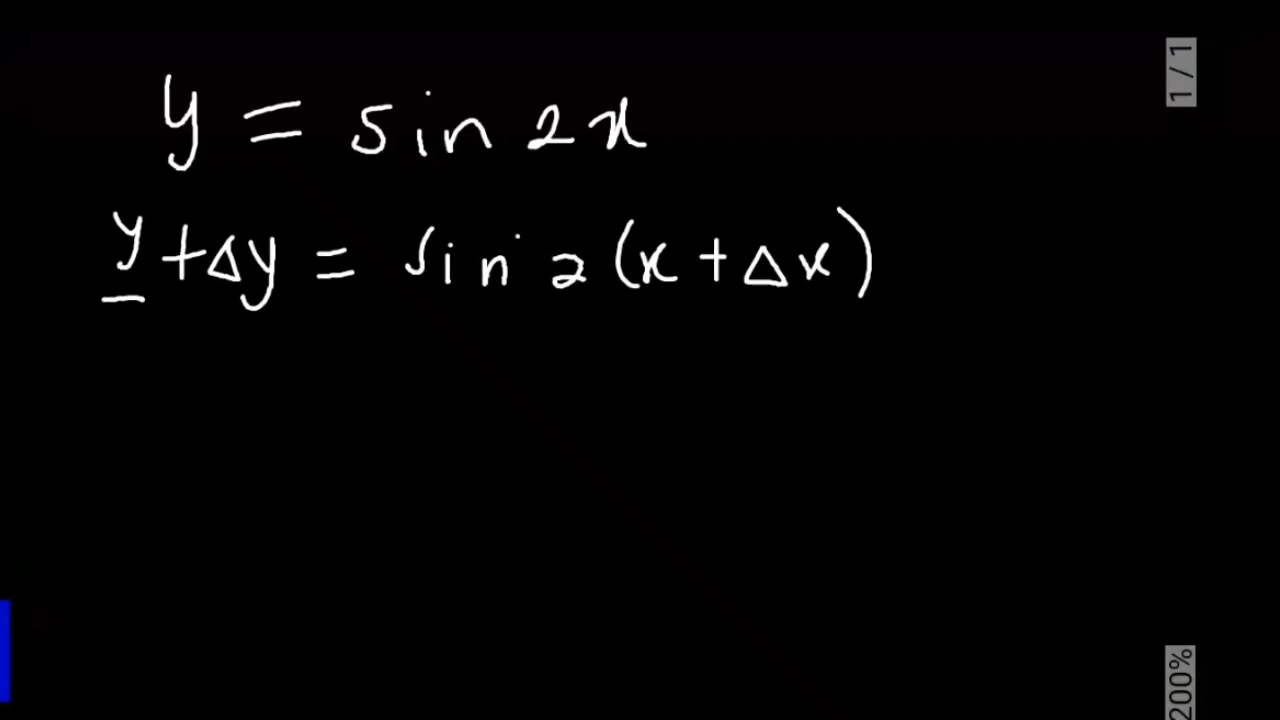 y = sin 2x
y + Δy = sin 2(x + Δx)
1 / 1
200%